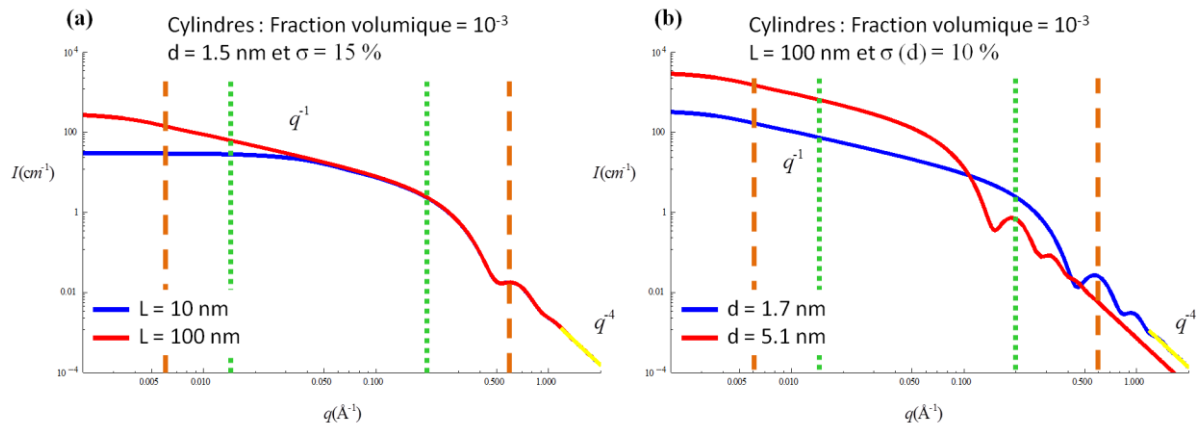 (a)
Cylindres : Fraction volumique = 10⁻³
d = 1.5 nm et σ = 15 %
10⁴
100
I(cm⁻¹)
1
0.01
10⁻⁴
q⁻¹
L = 10 nm
L = 100 nm
q⁻⁴
0.005
0.010
0.050
0.100
0.500
1.000
q(Å⁻¹)
(b)
Cylindres : Fraction volumique = 10⁻³
L = 100 nm et σ (d) = 10 %
10⁴
100
I(cm⁻¹)
1
0.01
10⁻⁴
q⁻¹
d = 1.7 nm
d = 5.1 nm
q⁻⁴
0.005
0.010
0.050
0.100
0.500
1.000
q(Å⁻¹)